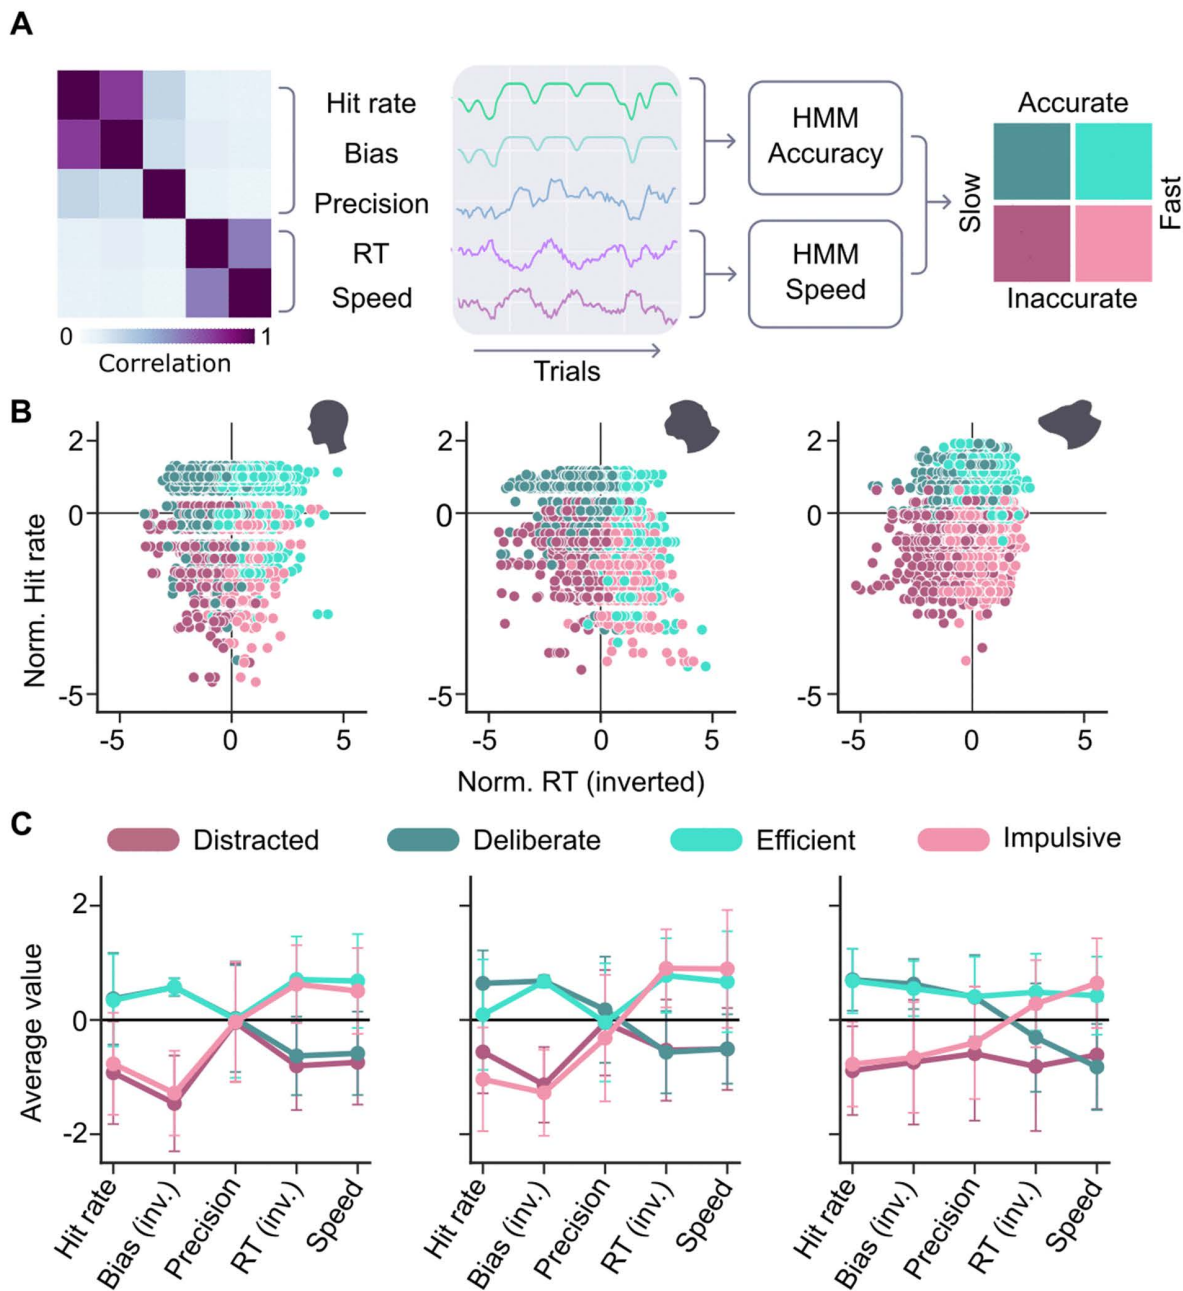 A
Hit rate
Bias
Precision
RT
Speed
0 1
Correlation
Trials
HMM
Accuracy
HMM
Speed
Accurate
Slow
Fast
Inaccurate
B
Norm. Hit rate
2
0
-5
-5 0 5
2
0
-5
-5 0 5
2
0
-5 0 5
Norm. RT (inverted)
C
Distracted Deliberate Efficient Impulsive
Average value
2
0
-2
Hit rate
Bias (inv.)
Precision
RT (inv.)
Speed
Hit rate
Bias (inv.)
Precision
RT (inv.)
Speed
Hit rate
Bias (inv.)
Precision
RT (inv.)
Speed